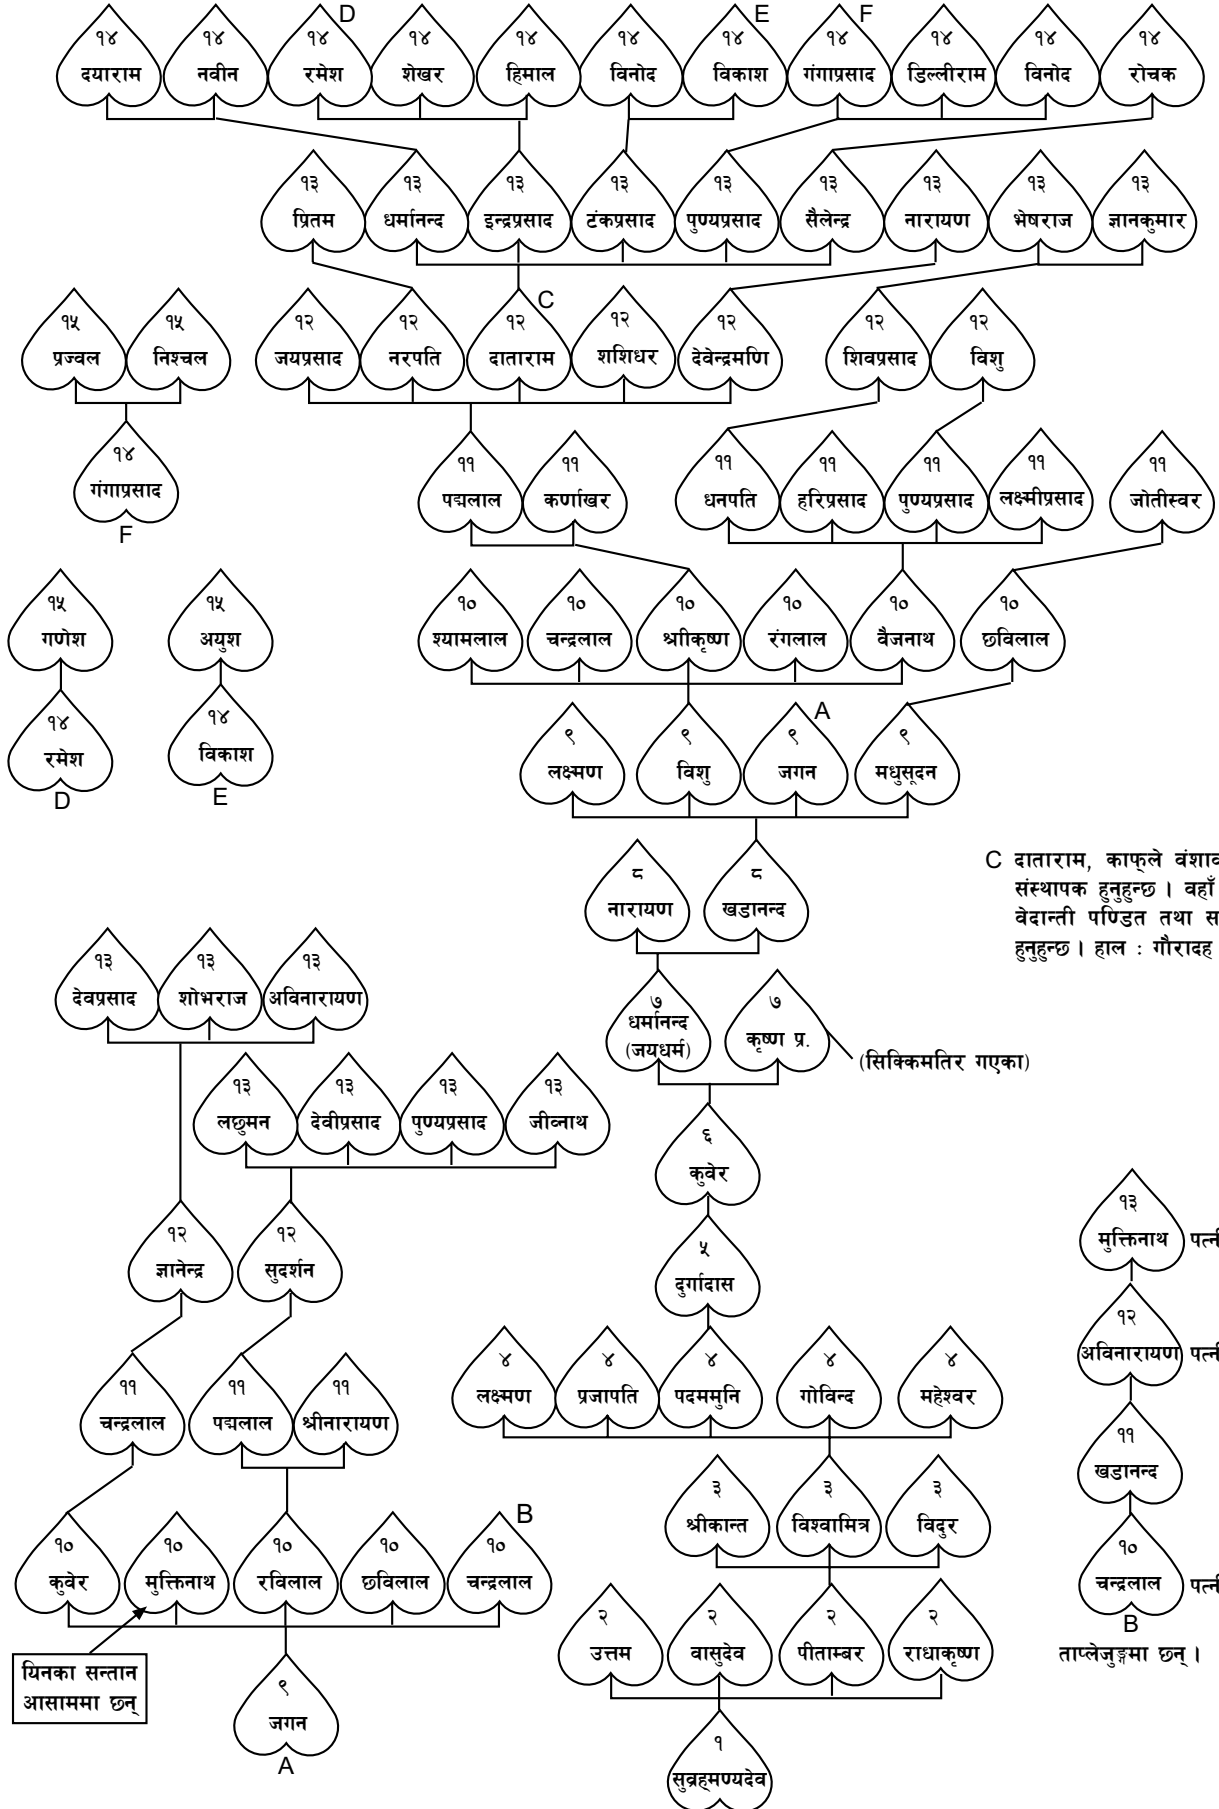 D E F
१४ १४ १४ १४ १४ १४ १४ १४ १४ १४ १४
दयाराम नवीन रमेश शेखर हिमाल विनोद विकाश गंगाप्रसाद डिल्लीराम विनोद रोचक
१३ १३ १३ १३ १३ १३ १३ १३ १३
प्रितम धर्मानन्द इन्द्रप्रसाद टंकप्रसाद पुण्यप्रसाद सैलेन्द्र नारायण भेषराज ज्ञानकुमार
C
१५ १५ १२ १२ १२ १२ १२ १२ १२
प्रज्वल निश्चल जयप्रसाद नरपति दाताराम शशिधर देवेन्द्रमणि शिवप्रसाद विशु
१४ ११ ११ ११ ११ ११ ११ ११
गंगाप्रसाद पद्मलाल कर्णाखर धनपति हरिप्रसाद पुण्यप्रसाद लक्ष्मीप्रसाद जोतीस्वर
F
१५ १५ १० १० १० १० १० १०
गणेश अयुश श्यामलाल चन्द्रलाल श्राीकृष्ण रंगलाल वैजनाथ छविलाल
A
१४ १४ ९ ९ ९ ९
रमेश विकाश लक्ष्मण विशु जगन मधुसूदन
D E
८ ८
नारायण खडानन्द
C दाताराम, काफ्ले
संस्थापक हुनुहुन्छ । वहाँ
वेदान्ती पण्डित तथा
हुनुहुन्छ । हाल : गौरादह
१३ १३ १३
देवप्रसाद शोभराज अविनारायण
७ ७
धर्मानन्द
(जयधर्म) कृष्ण प्र.
(सिक्किमतिर गएका)
१३ १३ १३ १३
लछुमन देवीप्रसाद पुण्यप्रसाद जीव्नाथ
६
कुवेर
१२ १२
ज्ञानेन्द्र सुदर्शन
५
दुर्गादास
१३
मुक्तिनाथ
१२
अविनारायण
११ ११ ११
चन्द्रलाल पद्मलाल श्रीनारायण
४ ४ ४ ४ ४
लक्ष्मण प्रजापति पदममुनि गोविन्द महेश्वर
११
खडानन्द
३ ३ ३
श्रीकान्त विश्वामित्र विदुर
B
१० १० १० १० १०
कुवेर मुक्तिनाथ रविलाल छविलाल चन्द्रलाल
१०
चन्द्रलाल
B
ताप्लेजुङ्गमा छन् ।
२ २ २ २
उत्तम वासुदेव पीताम्बर राधाकृष्ण
यिनका सन्तान
आसाममा छन्
९
जगन
A
१
सुव्रह्मण्यदेव